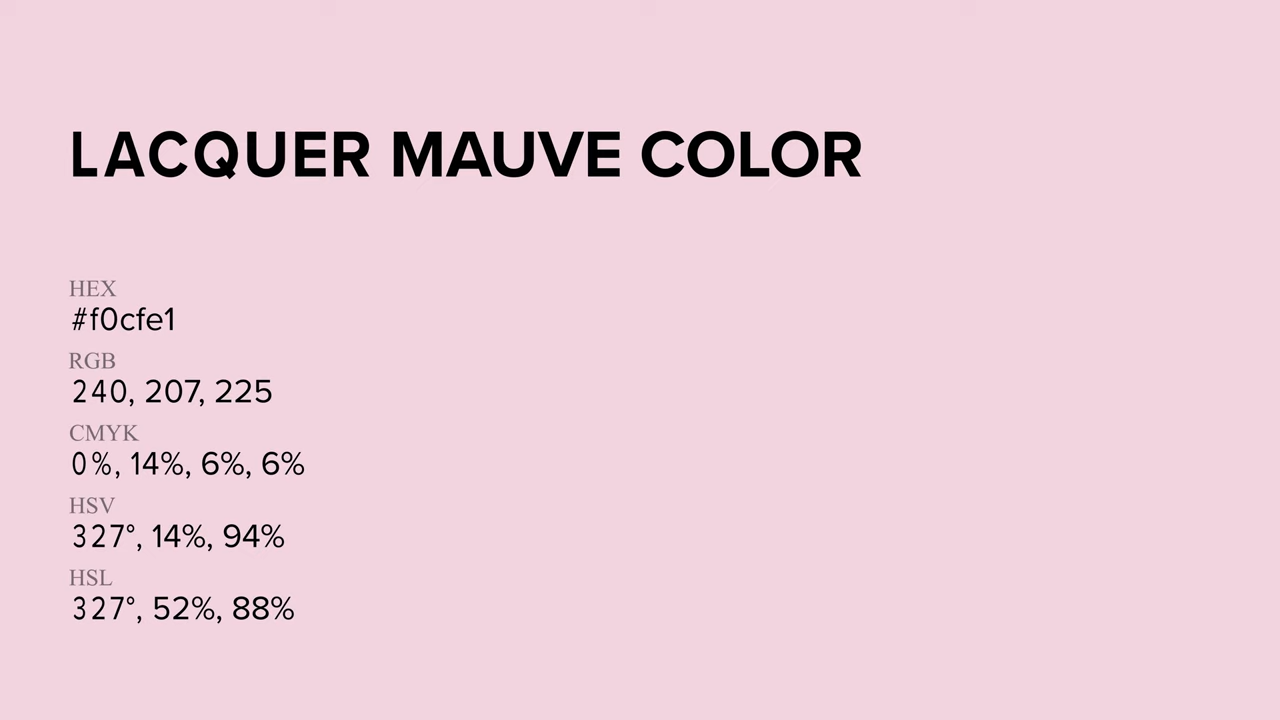 LACQUER MAUVE COLOR
HEX
#f0cfe1
RGB
240, 207, 225
CMYK
0%, 14%, 6%, 6%
HSV
327°, 14%, 94%
HSL
327°, 52%, 88%